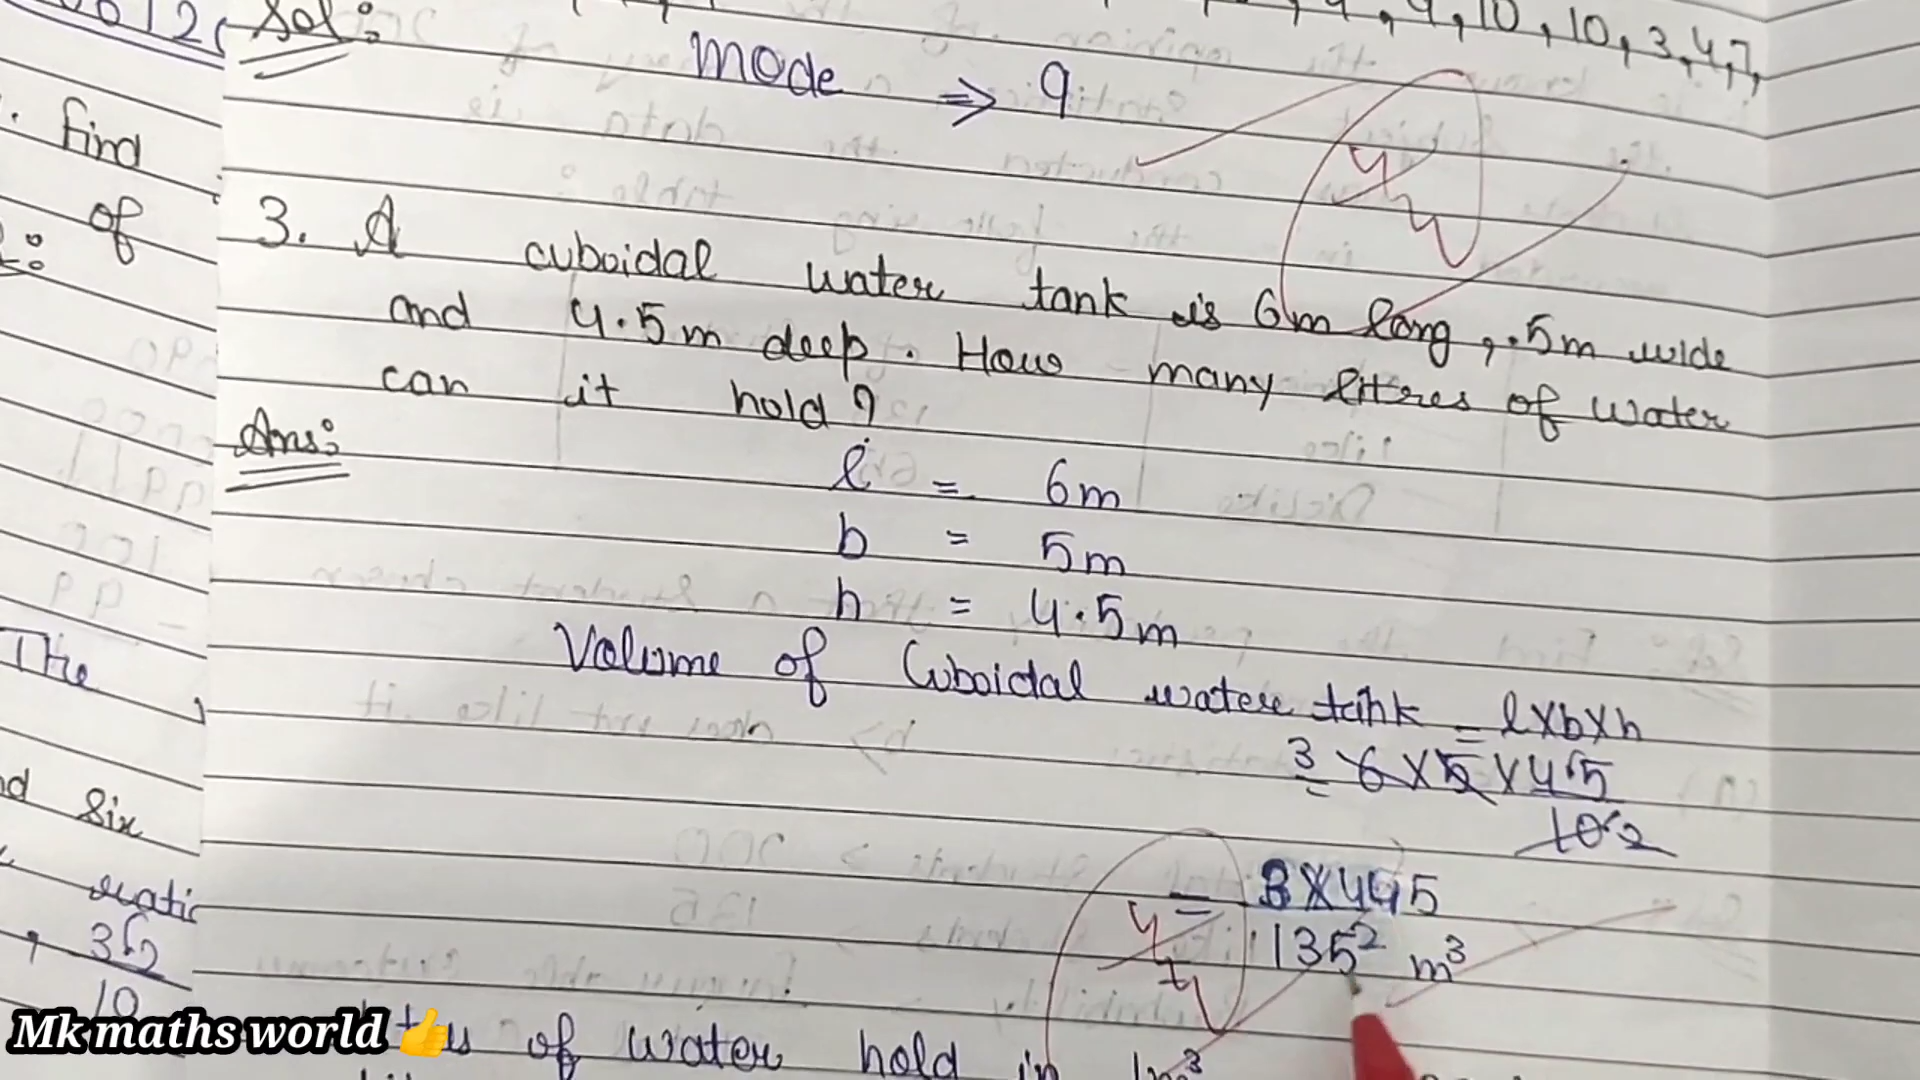 Sol:
9, 10, 10, 3, 4, 7,
Mode ⇒ 9
3. A cuboidal water tank is 6m long, 5m wide
and 4.5m deep. How many litres of water
can it hold?
Ans:
l = 6m
b = 5m
h = 4.5m
Volume of Cuboidal water tank = l×b×h
3 = 6×5×45
10 2
= 3×445
135 m³
of water hold in 1m³
find
of
The
Six
Mk maths world 👍